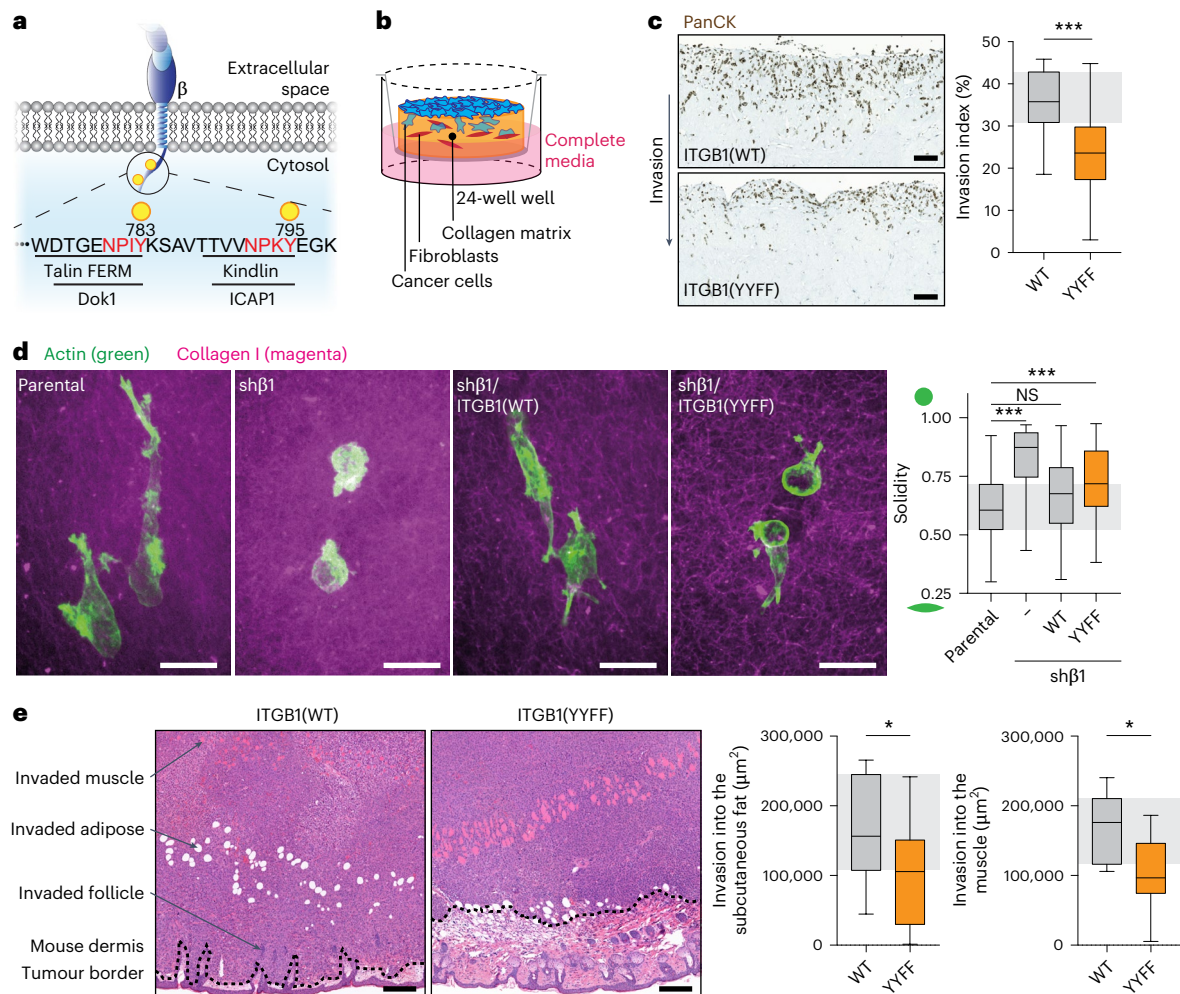 a
β
Extracellular
space
Cytosol
783
795
•••WDTGENPIYKSAVTTVVNPKYEGK
Talin FERM
Kindlin
Dok1
ICAP1
b
Complete
media
24-well well
Collagen matrix
Fibroblasts
Cancer cells
c
PanCK
Invasion
ITGB1(WT)
ITGB1(YYFF)
***
Invasion index (%)
50
40
30
20
10
0
WT
YYFF
d
Actin (green)
Collagen I (magenta)
Parental
shβ1
shβ1/
ITGB1(WT)
shβ1/
ITGB1(YYFF)
***
NS
***
Solidity
1.00
0.75
0.50
0.25
Parental
–
WT
YYFF
shβ1
e
ITGB1(WT)
ITGB1(YYFF)
Invaded muscle
Invaded adipose
Invaded follicle
Mouse dermis
Tumour border
*
Invasion into the
subcutaneous fat (µm²)
300,000
200,000
100,000
0
WT
YYFF
*
Invasion into the
muscle (µm²)
300,000
200,000
100,000
0
WT
YYFF